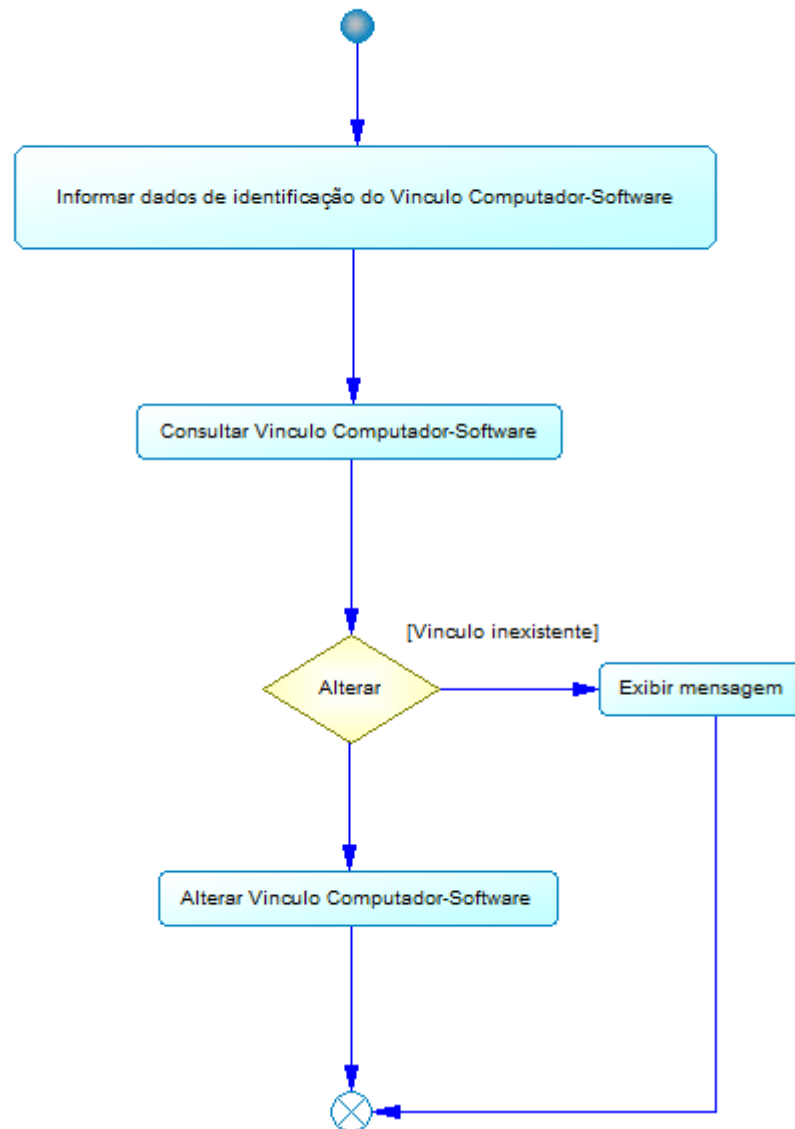 Informar dados de identificação do Vinculo Computador-Software
Consultar Vinculo Computador-Software
[Vinculo inexistente]
Alterar
Exibir mensagem
Alterar Vinculo Computador-Software